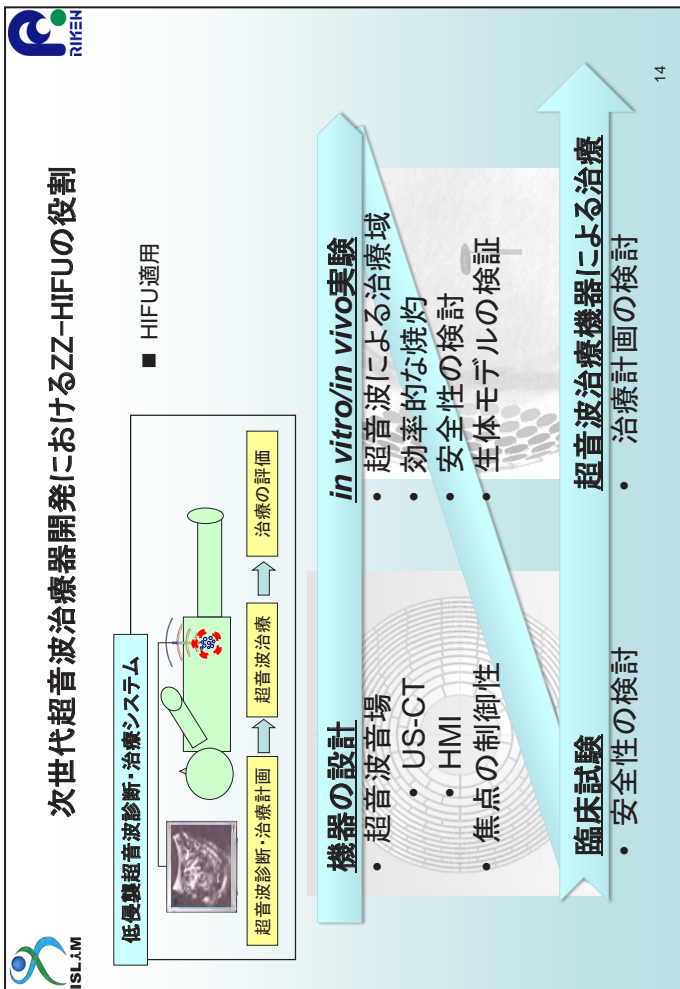 ISLiM
次世代超音波治療器開発におけるZZ-HIFUの役割
RIKEN
低侵襲超音波診断・治療システム
超音波診断・治療計画
超音波治療
治療の評価
■ HIFU適用
機器の設計
• 超音波音場
• US-CT
• HMI
• 焦点の制御性
in vitro/in vivo実験
• 超音波による治療域
• 効率的な焼灼
• 安全性の検討
• 生体モデルの検証
臨床試験
• 安全性の検討
超音波治療機器による治療
• 治療計画の検討
14